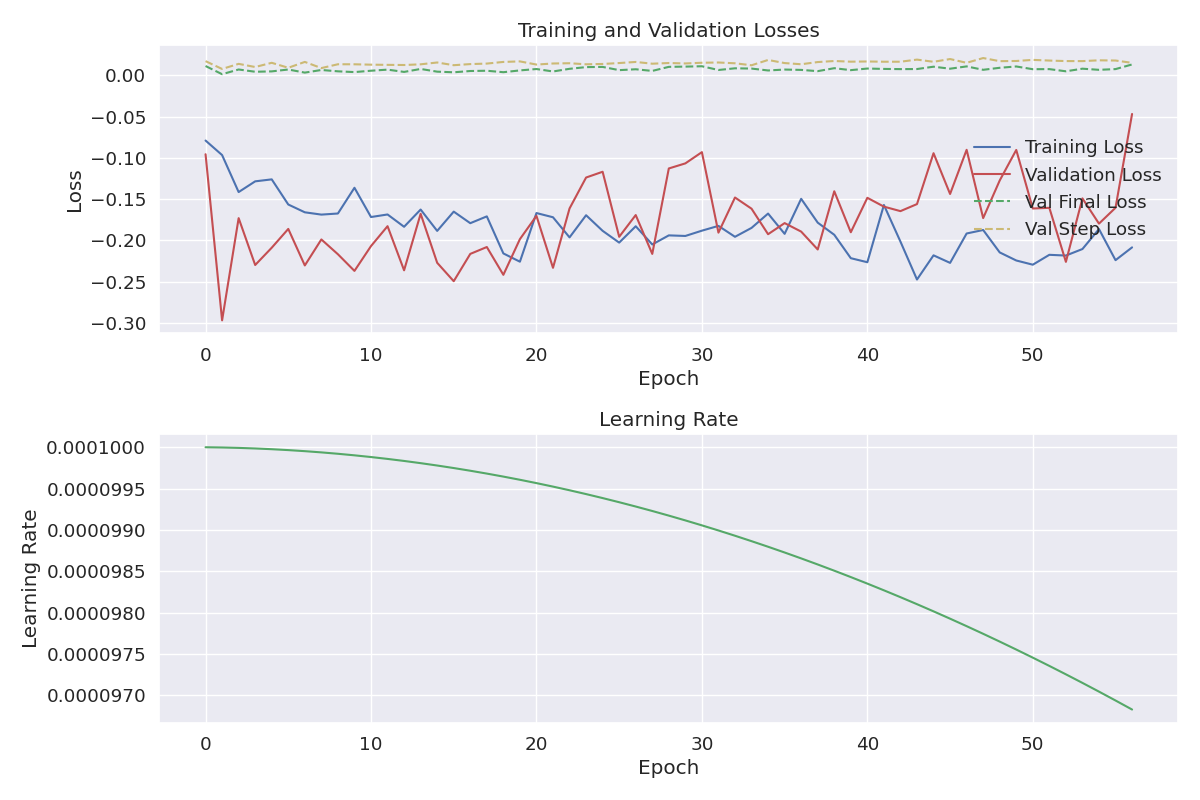 Training and Validation Losses
Loss
0.00
−0.05
−0.10
−0.15
−0.20
−0.25
−0.30
Training Loss
Validation Loss
Val Final Loss
Val Step Loss
0 10 20 30 40 50
Epoch
Learning Rate
Learning Rate
0.0001000
0.0000995
0.0000990
0.0000985
0.0000980
0.0000975
0.0000970
0 10 20 30 40 50
Epoch